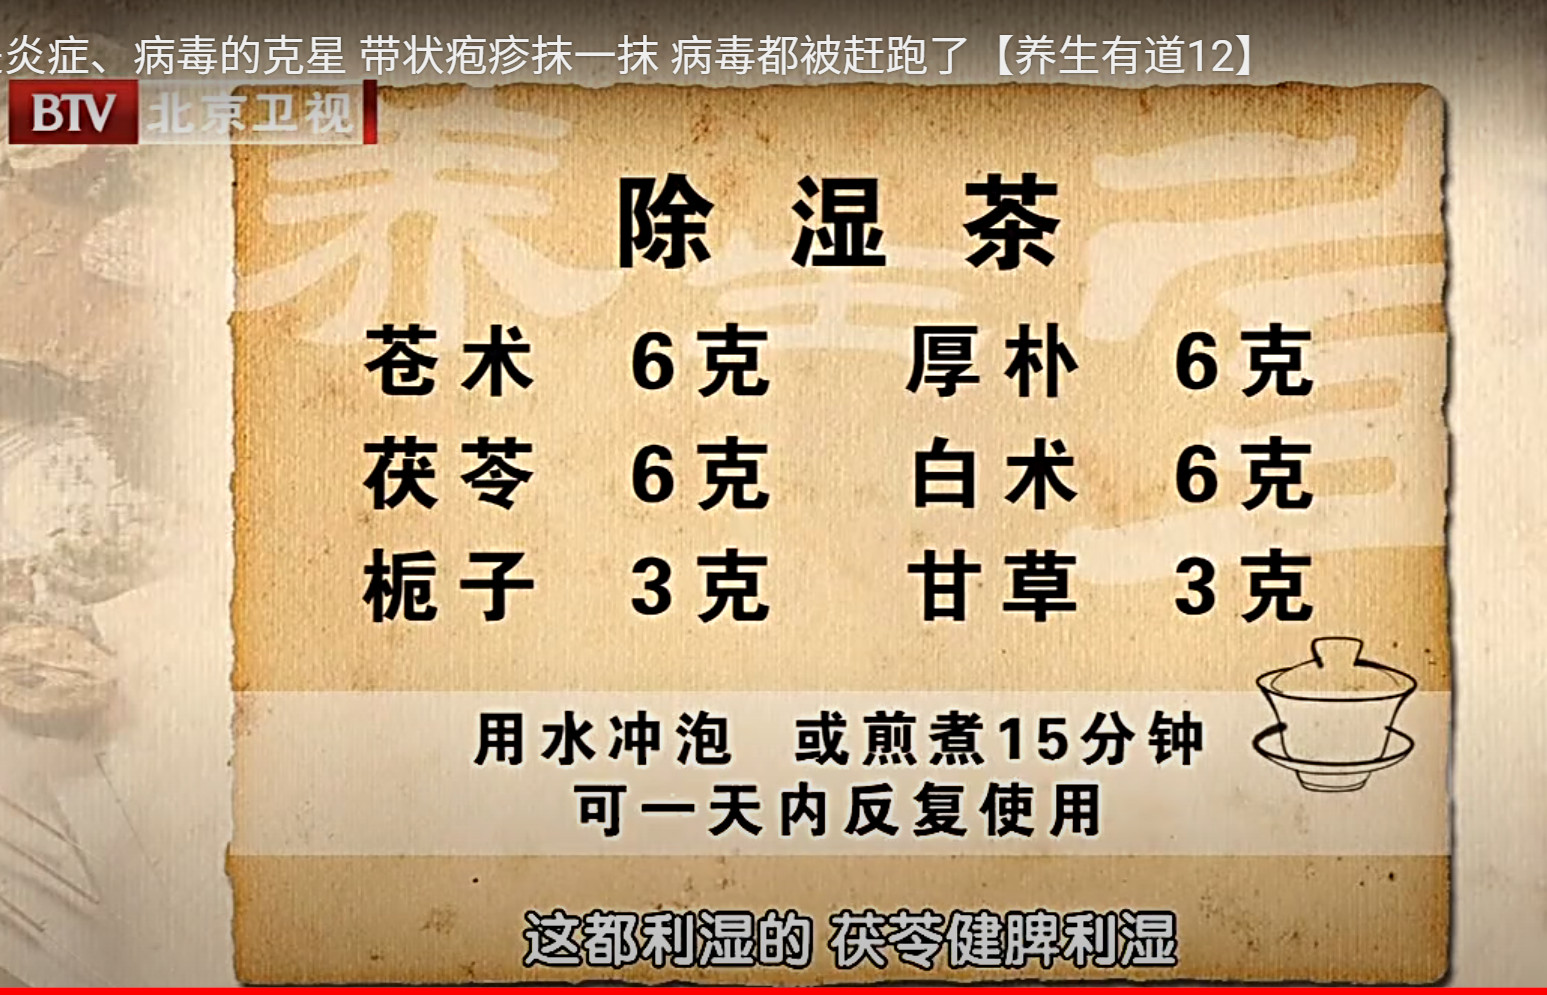 炎症、病毒的克星 带状疱疹抹一抹 病毒都被赶跑了【养生有道12】
BTV 北京卫视
除湿茶
苍术 6克 厚朴 6克
茯苓 6克 白术 6克
栀子 3克 甘草 3克
用水冲泡 或煎煮15分钟
可一天内反复使用
这都利湿的 茯苓健脾利湿